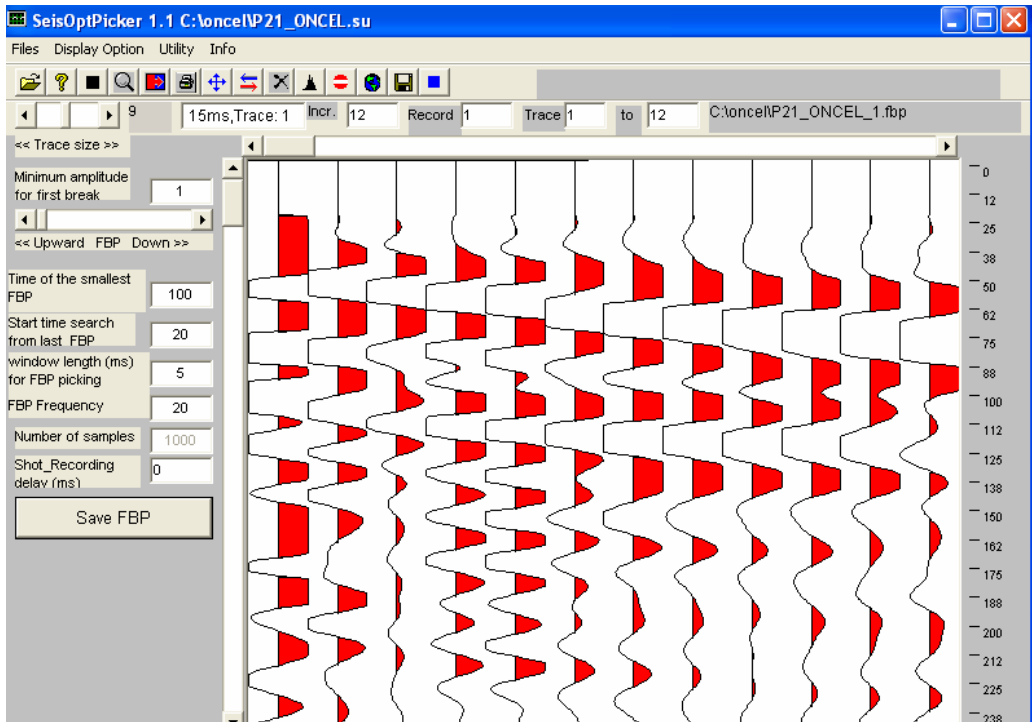 SeisOptPicker 1.1 C:\oncel\P21_ONCEL.su
Files Display Option Utility Info
9 15ms,Trace: 1 Incr. 12 Record 1 Trace 1 to 12 C:\oncel\P21_ONCEL_1.fbp
<< Trace size >>
Minimum amplitude
for first break 1
<< Upward FBP Down >>
Time of the smallest
FBP 100
Start time search
from last FBP 20
window length (ms)
for FBP picking 5
FBP Frequency 20
Number of samples 1000
Shot_Recording
delay (ms) 0
Save FBP
0
12
25
38
50
62
75
88
100
112
125
138
150
162
175
188
200
212
225
238